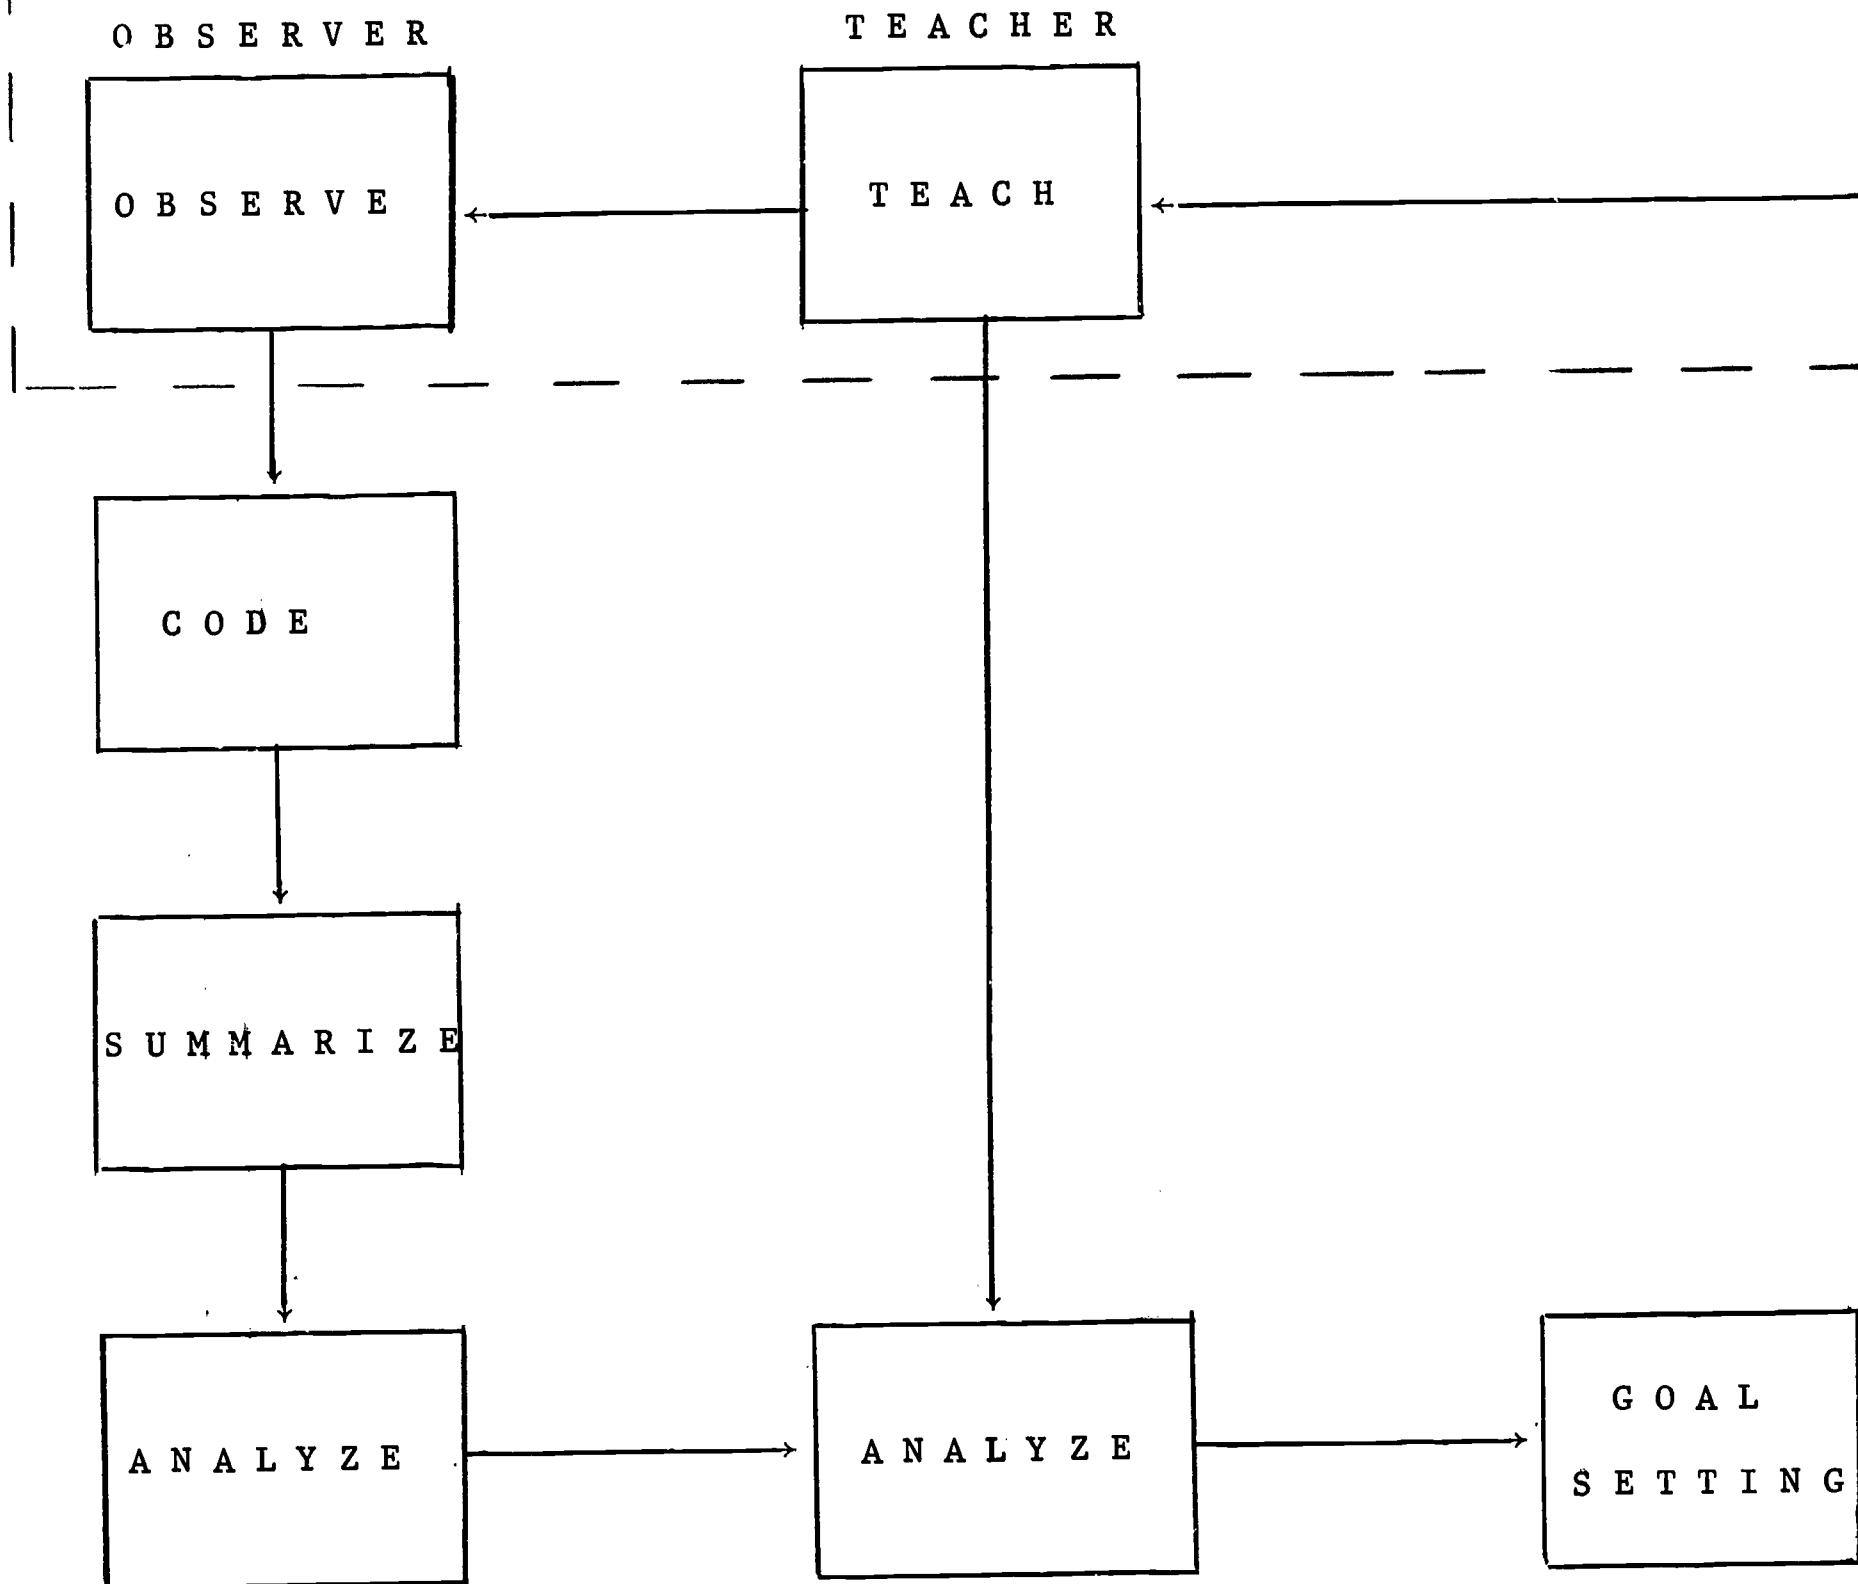 OBSERVER
TEACHER
OBSERVE
TEACH
CODE
SUMMARIZE
ANALYZE
ANALYZE
GOAL
SETTING